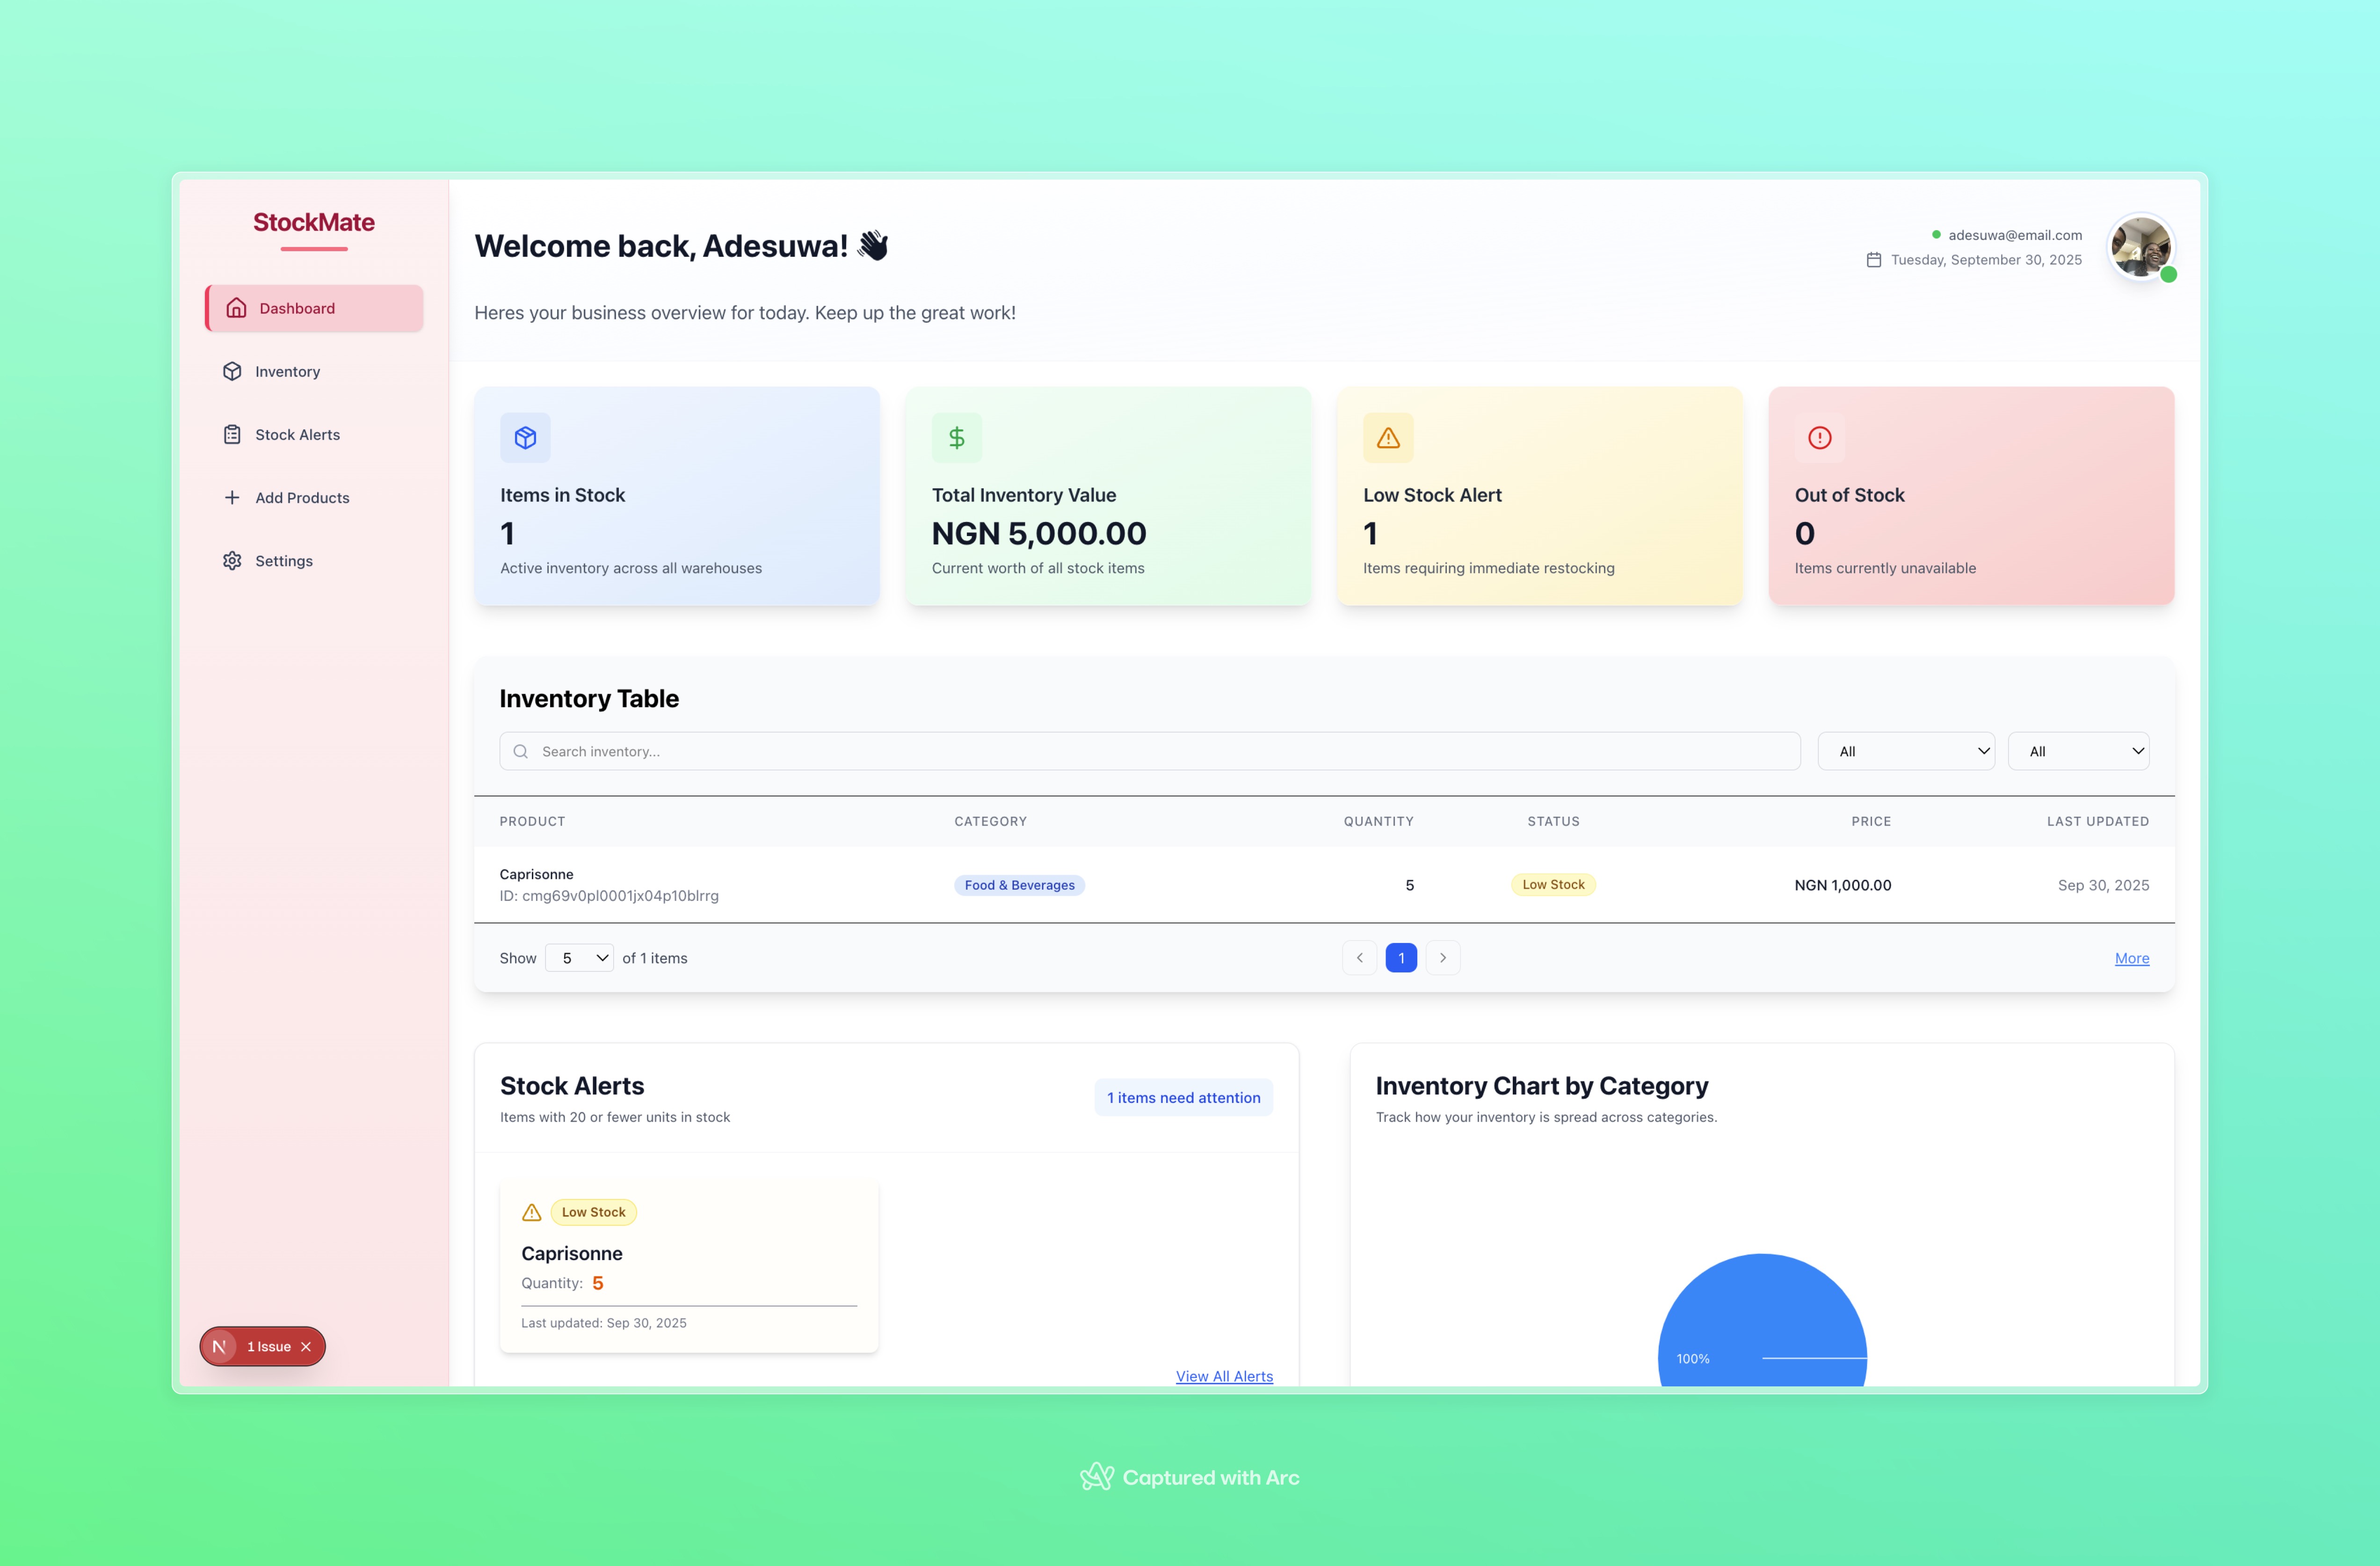 StockMate
Dashboard
Inventory
Stock Alerts
Add Products
Settings
N 1 Issue
Welcome back, Adesuwa! 👋
Heres your business overview for today. Keep up the great work!
adesuwa@email.com
Tuesday, September 30, 2025
Items in Stock
1
Active inventory across all warehouses
Total Inventory Value
NGN 5,000.00
Current worth of all stock items
Low Stock Alert
1
Items requiring immediate restocking
Out of Stock
0
Items currently unavailable
Inventory Table
Search inventory...
All
All
PRODUCT CATEGORY QUANTITY STATUS PRICE LAST UPDATED
Caprisonne
ID: cmg69v0pl0001jx04p10blrrg
Food & Beverages 5 Low Stock NGN 1,000.00 Sep 30, 2025
Show 5 of 1 items
1
More
Stock Alerts
Items with 20 or fewer units in stock
1 items need attention
Low Stock
Caprisonne
Quantity: 5
Last updated: Sep 30, 2025
View All Alerts
Inventory Chart by Category
Track how your inventory is spread across categories.
100%
Captured with Arc